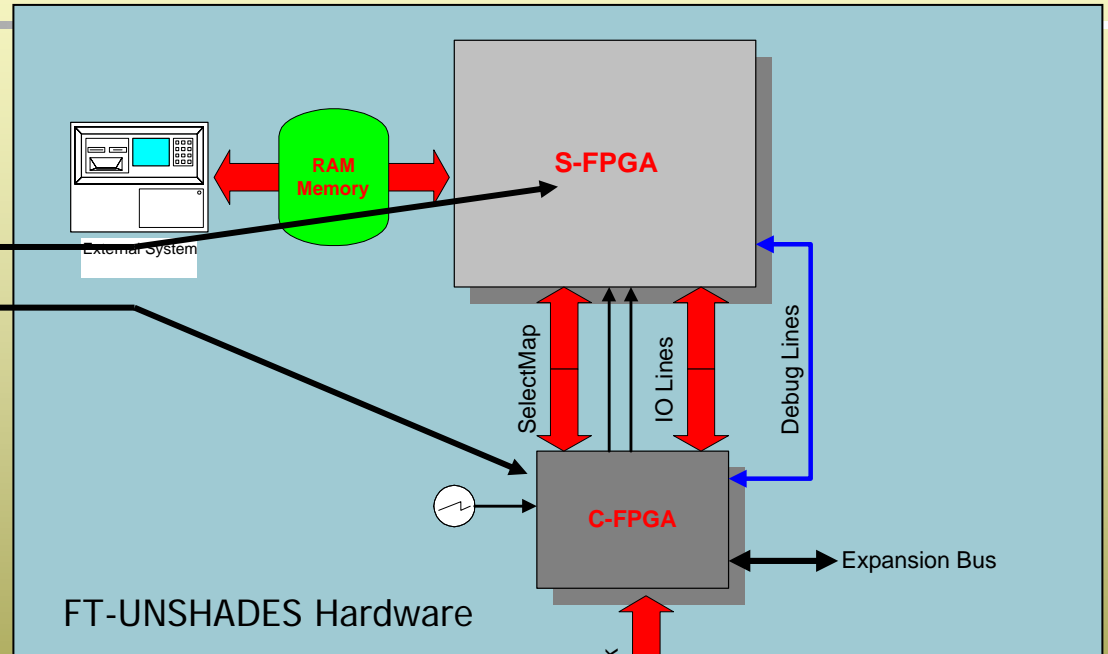 S-FPGA
RAM
Memory
External System
SelectMap
IO Lines
Debug Lines
C-FPGA
Expansion Bus
FT-UNSHADES Hardware